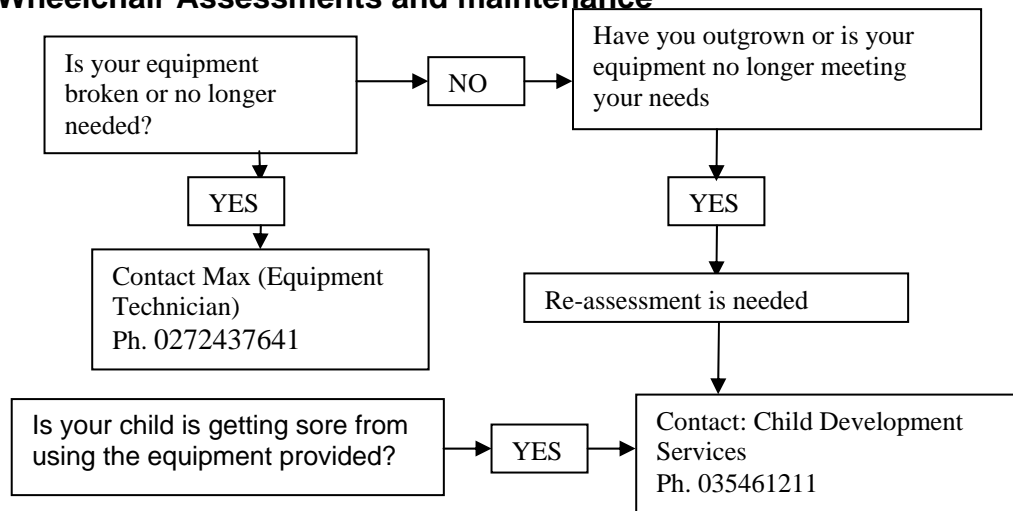 Wheelchair Assessments and maintenance
Is your equipment
broken or no longer
needed?
NO
Have you outgrown or is your
equipment no longer meeting
your needs
YES
YES
Contact Max (Equipment
Technician)
Ph. 0272437641
Re-assessment is needed
Is your child is getting sore from
using the equipment provided?
YES
Contact: Child Development
Services
Ph. 035461211